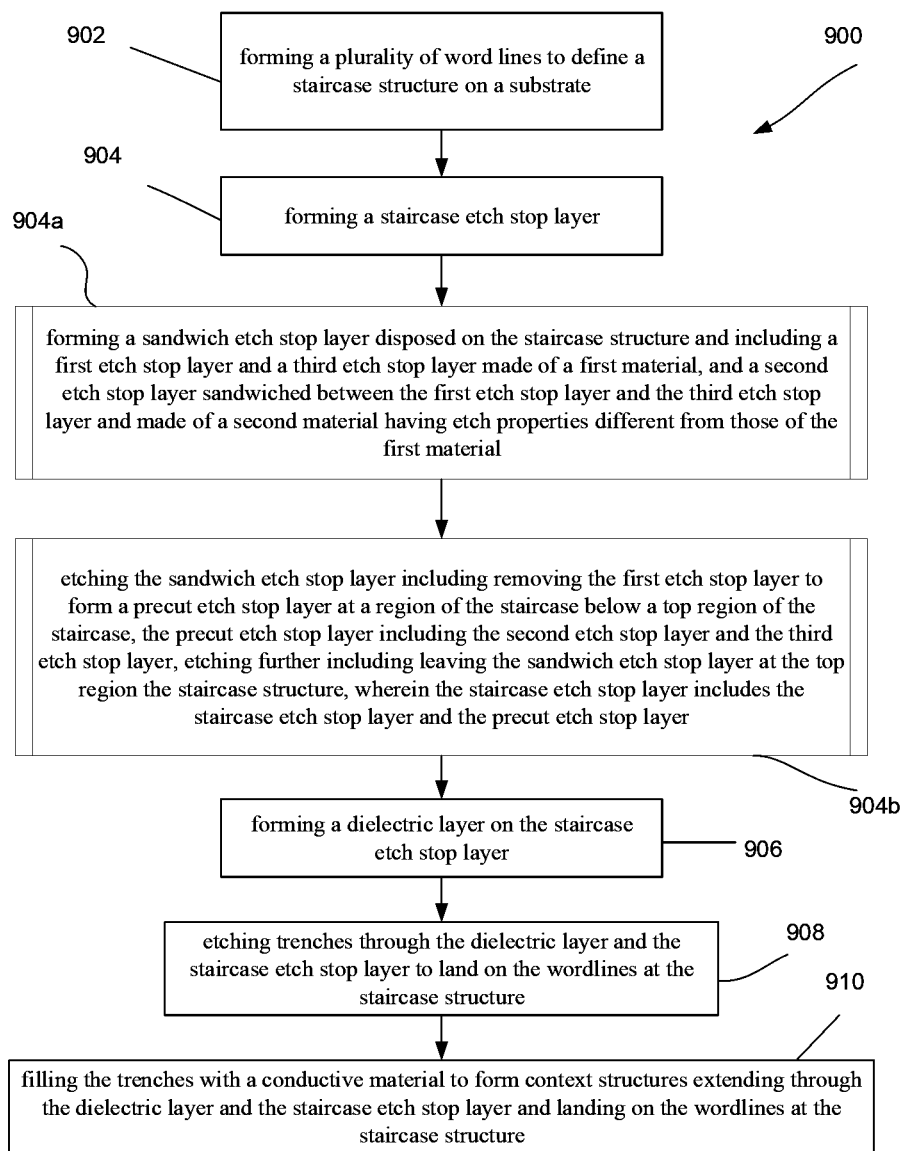 902
forming a plurality of word lines to define a
staircase structure on a substrate
900
904
forming a staircase etch stop layer
904a
forming a sandwich etch stop layer disposed on the staircase structure and including a
first etch stop layer and a third etch stop layer made of a first material, and a second
etch stop layer sandwiched between the first etch stop layer and the third etch stop
layer and made of a second material having etch properties different from those of the
first material
etching the sandwich etch stop layer including removing the first etch stop layer to
form a precut etch stop layer at a region of the staircase below a top region of the
staircase, the precut etch stop layer including the second etch stop layer and the third
etch stop layer, etching further including leaving the sandwich etch stop layer at the top
region the staircase structure, wherein the staircase etch stop layer includes the
staircase etch stop layer and the precut etch stop layer
904b
forming a dielectric layer on the staircase
etch stop layer
906
etching trenches through the dielectric layer and the
staircase etch stop layer to land on the wordlines at the
staircase structure
908
910
filling the trenches with a conductive material to form context structures extending through
the dielectric layer and the staircase etch stop layer and landing on the wordlines at the
staircase structure